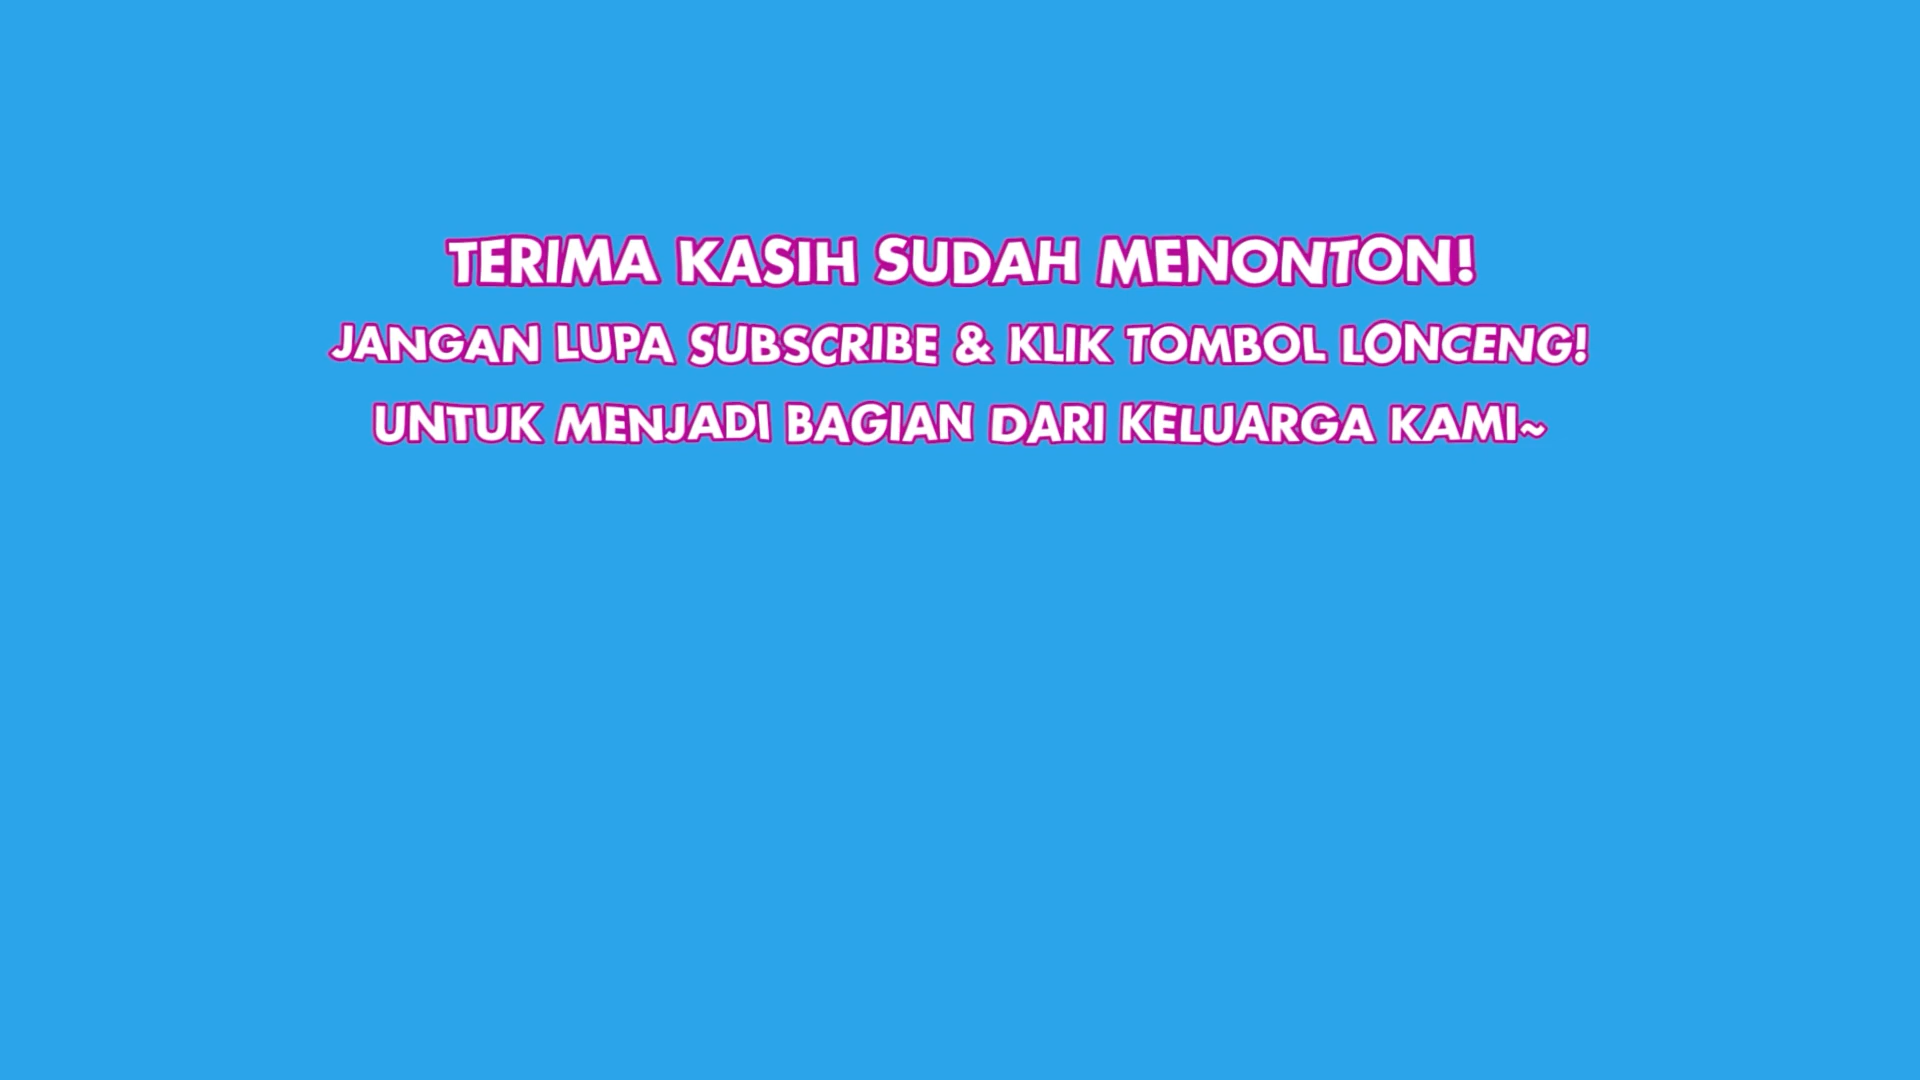 TERIMA KASIH SUDAH MENONTON!
JANGAN LUPA SUBSCRIBE & KLIK TOMBOL LONCENG!
UNTUK MENJADI BAGIAN DARI KELUARGA KAMI~